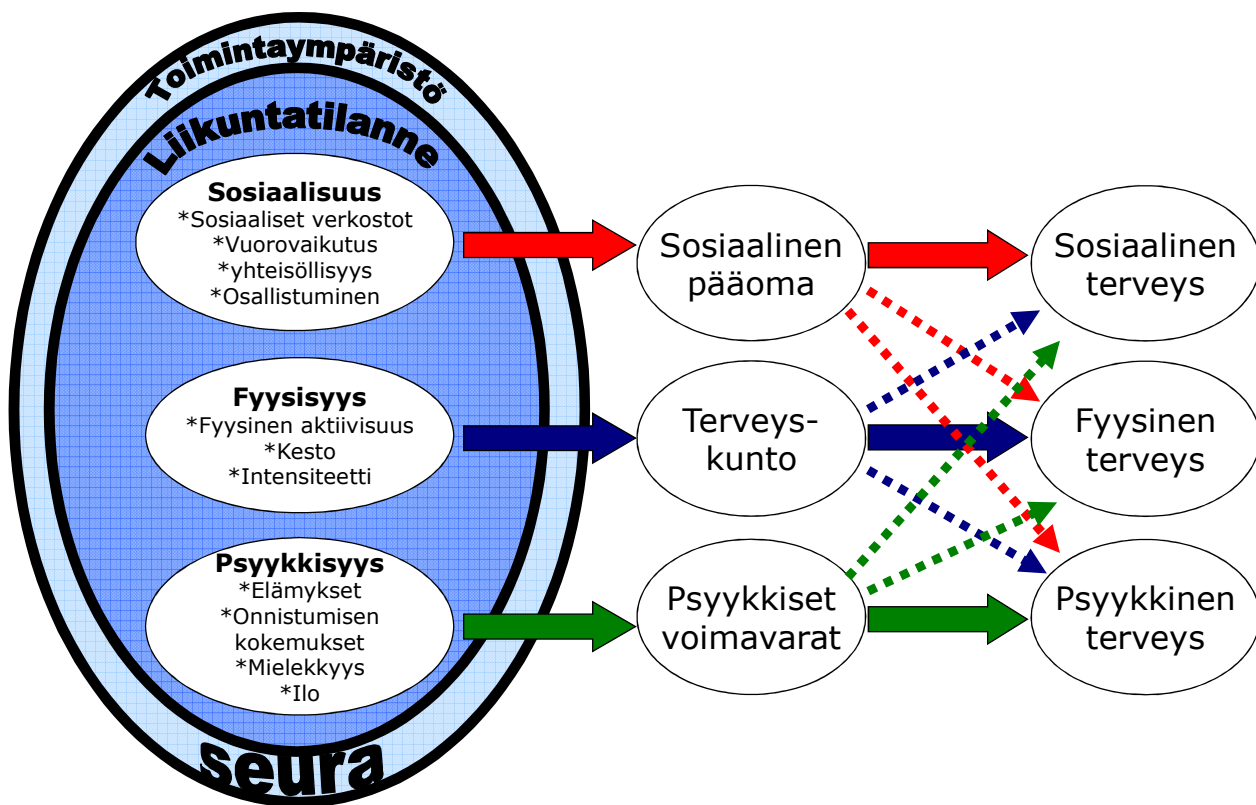 Toimintaympäristö
Liikuntatilanne
Sosiaalisuus
*Sosiaaliset verkostot
*Vuorovaikutus
*yhteisöllisyys
*Osallistuminen
Fyysisyys
*Fyysinen aktiivisuus
*Kesto
*Intensiteetti
Psyykkisyys
*Elämykset
*Onnistumisen
kokemukset
*Mielekkyys
*Ilo
seura
Sosiaalinen
pääoma
Terveys-
kunto
Psyykkiset
voimavarat
Sosiaalinen
terveys
Fyysinen
terveys
Psyykkinen
terveys